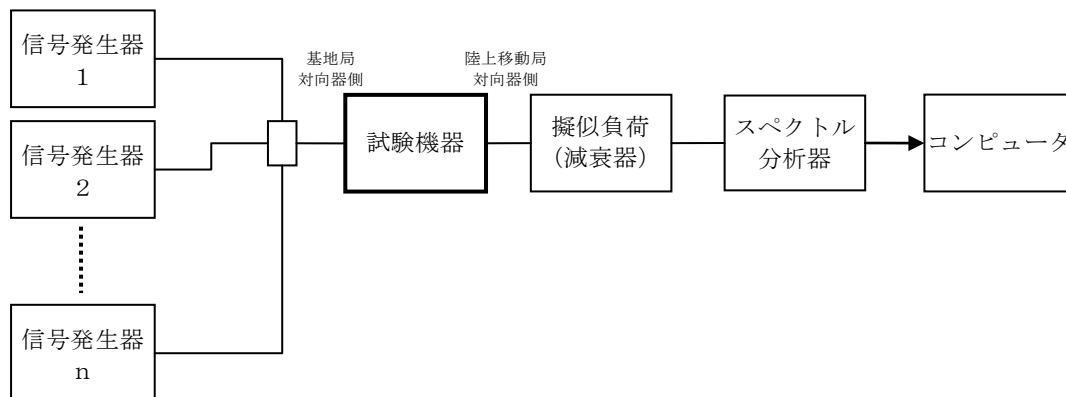 信号発生器
1
信号発生器
2
信号発生器
n
基地局
対向器側
試験機器
陸上移動局
対向器側
擬似負荷
(減衰器)
スペクトル
分析器
コンピュータ